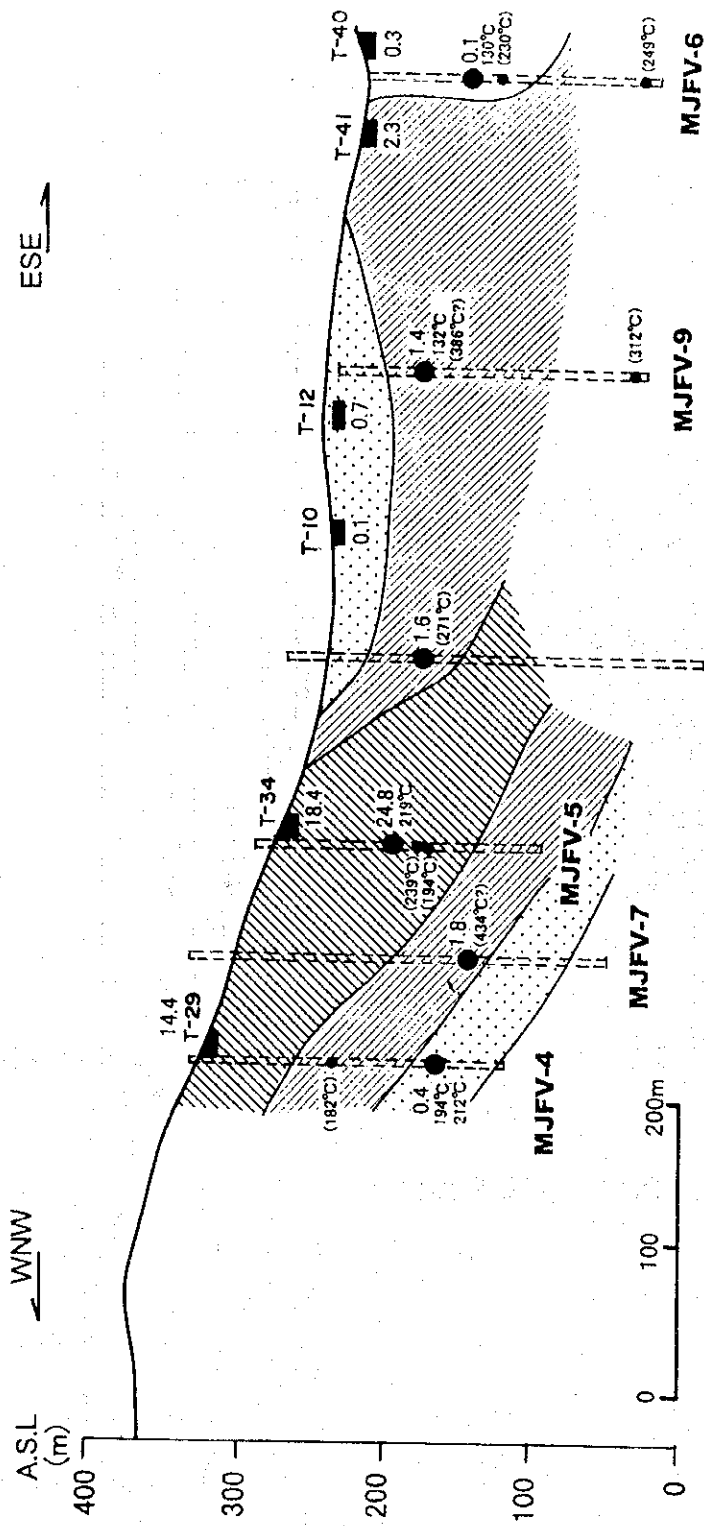 A.S.L
(m)
WNW
ESE
400
300
200
100
0
14.4
T-29
T-34
18.4
T-10
0.1
T-12
0.7
T-41
2.3
T-40
0.3
(182℃)
0.4
194℃
212℃
1.8
(434℃?)
24.8
219℃
(239℃)
(194℃)
1.6
(271℃)
1.4
132℃
(386℃?)
(312℃)
0.1
130℃
(230℃)
(249℃)
MJFV-4
MJFV-7
MJFV-5
MJFV-9
MJFV-6
0
100
200m